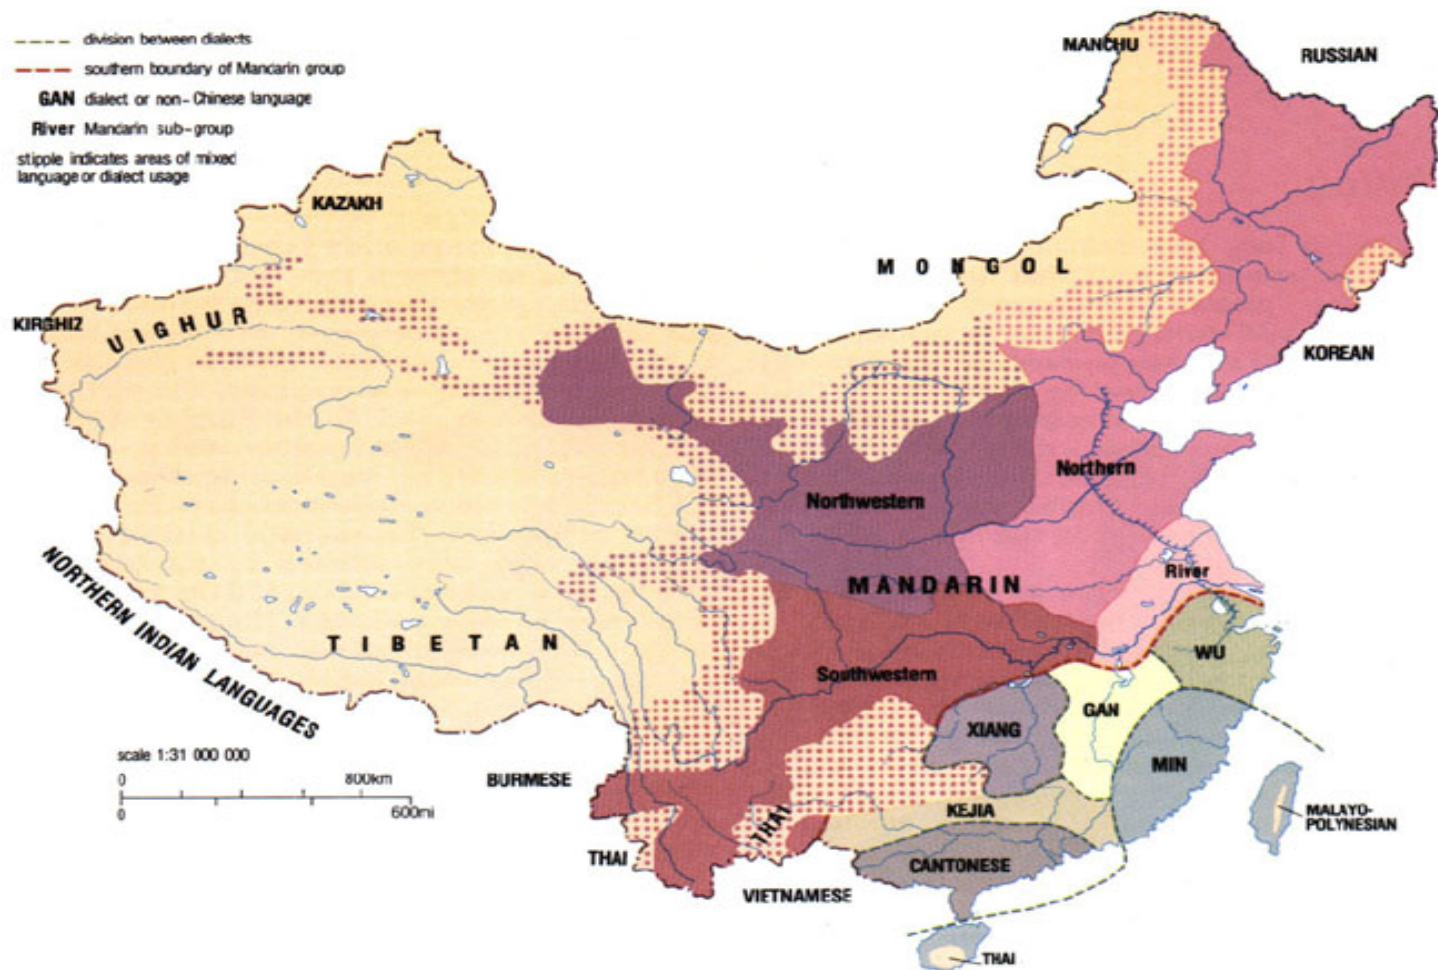 division between dialects
southern boundary of Mandarin group
GAN dialect or non-Chinese language
River Mandarin sub-group
stipple indicates areas of mixed
language or dialect usage
MANCHU
RUSSIAN
KAZAKH
MONGOL
KIRGHIZ
UIGHUR
KOREAN
Northern
Northwestern
River
MANDARIN
NORTHERN INDIAN LANGUAGES
TIBETAN
WU
Southwestern
GAN
XIANG
MIN
scale 1:31 000 000
0 800km
0 600mi
BURMESE
KEJIA
THAI
MALAYO-
POLYNESIAN
THAI
CANTONESE
VIETNAMESE
THAI